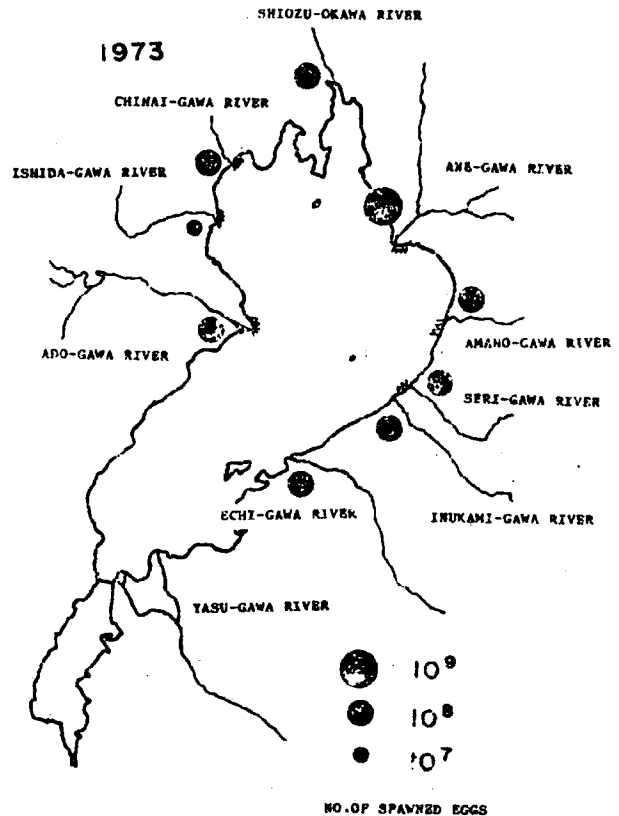 SHIOZU-OKAWA RIVER
1973
CHINAI-GAWA RIVER
ISHIDA-GAWA RIVER
ANE-GAWA RIVER
ADO-GAWA RIVER
AMANO-GAWA RIVER
SERI-GAWA RIVER
ECHI-GAWA RIVER
INUKAMI-GAWA RIVER
YASU-GAWA RIVER
10⁹
10⁸
10⁷
NO.OF SPAWNED EGGS